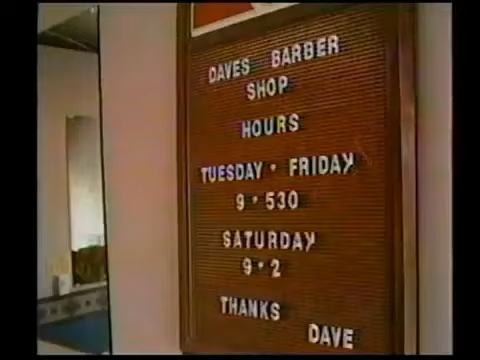 DAVES BARBER
SHOP
HOURS
TUESDAY - FRIDAY
9 - 530
SATURDAY
9 - 2
THANKS
DAVE